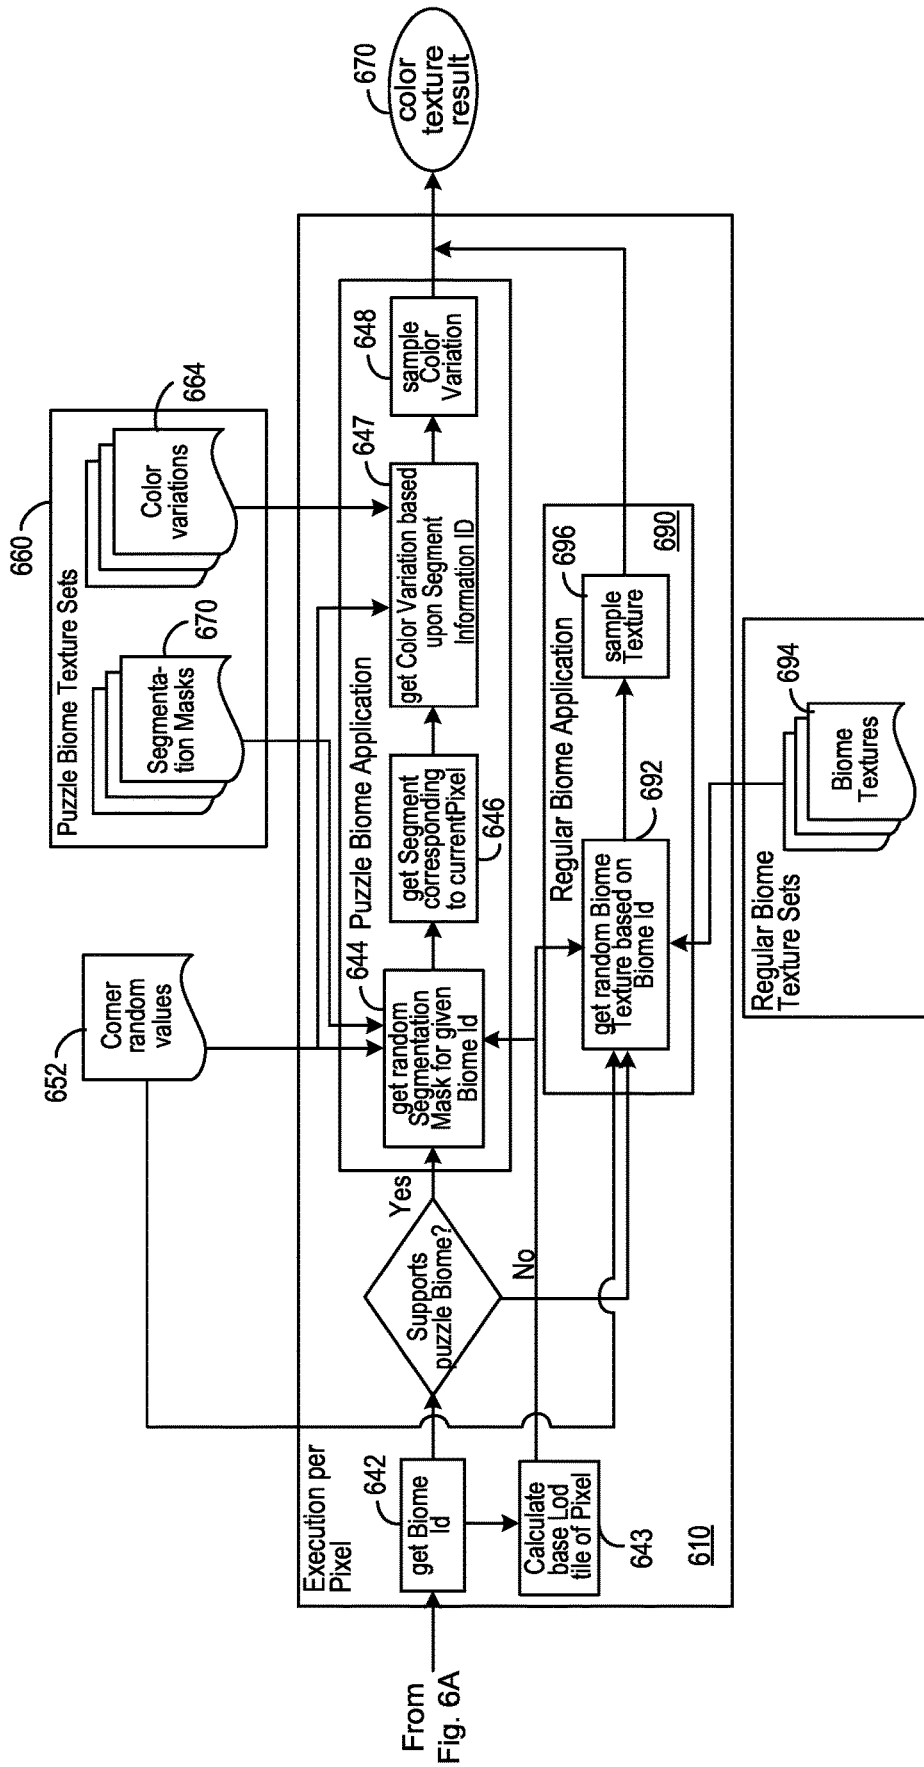 660
Puzzle Biome Texture Sets
670
Segmenta-
tion Masks
664
Color
variations
652
Corner
random
values
Execution per
Pixel
From
Fig. 6A
642
get Biome
Id
Calculate
base Lod
tile of Pixel
643
610
Supports
puzzle Biome?
Yes
No
644
Puzzle Biome Application
get random
Segmentation
Mask for given
Biome Id
get Segment
corresponding
to currentPixel
646
647
get Color Variation based
upon Segment
Information ID
648
sample
Color
Variation
670
color
texture
result
Regular Biome Application
690
692
get random Biome
Texture based on
Biome Id
696
sample
Texture
Regular Biome
Texture Sets
694
Biome
Textures